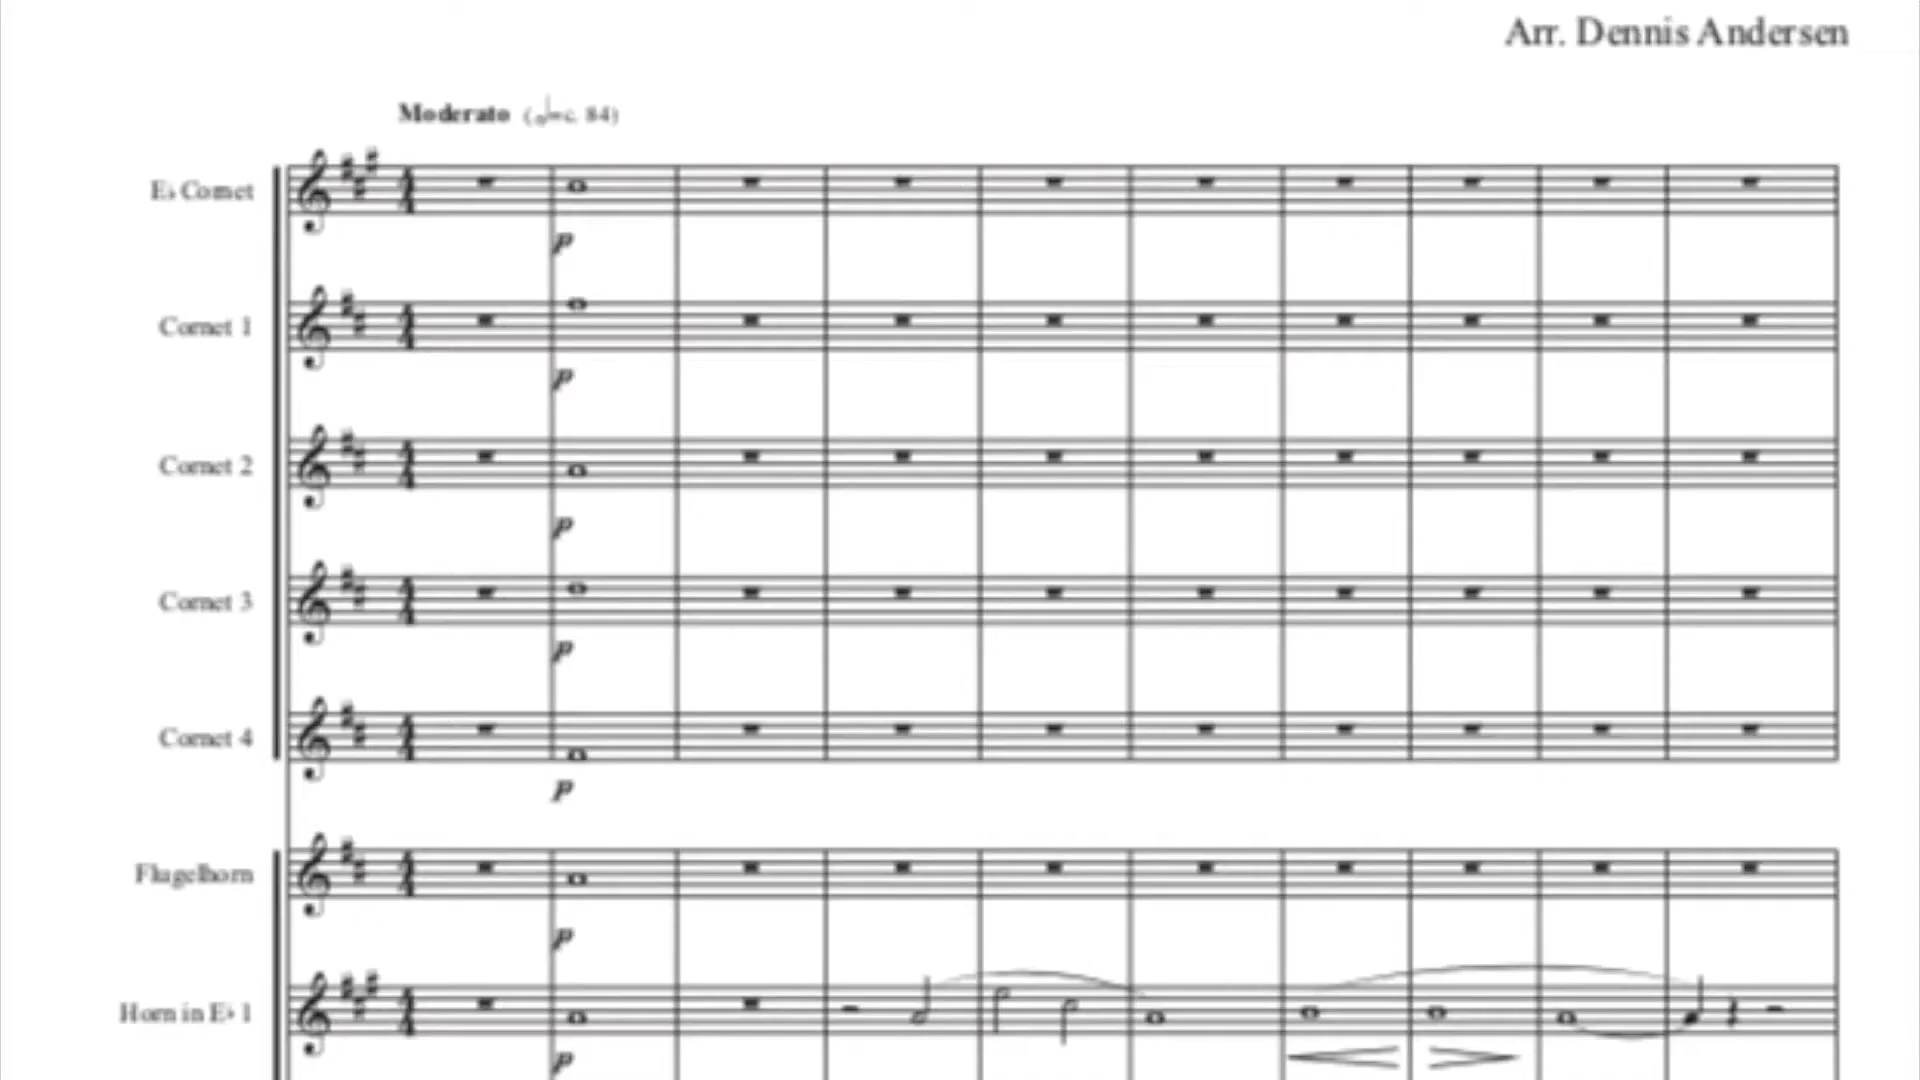 Arr. Dennis Andersen
Moderato (𝅗𝅥=c. 84)
E♭ Cornet
p
Cornet 1
p
Cornet 2
p
Cornet 3
p
Cornet 4
p
Flugelhorn
p
Horn in E♭ 1
p